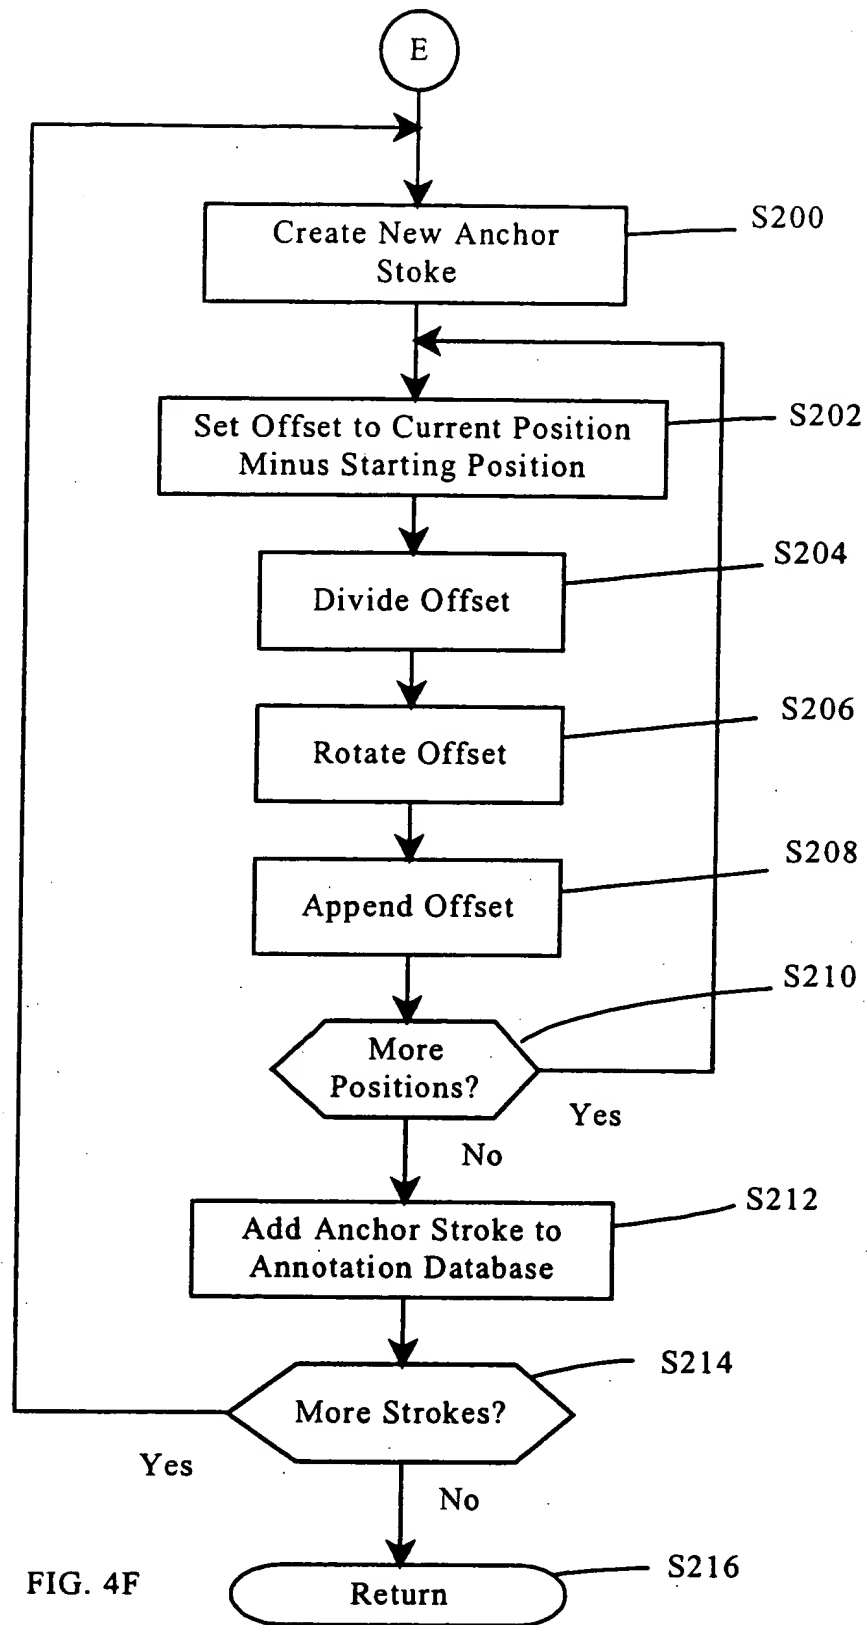 E
Create New Anchor
Stoke
S200
Set Offset to Current Position
Minus Starting Position
S202
Divide Offset
S204
Rotate Offset
S206
Append Offset
S208
More
Positions?
S210
Yes
No
Add Anchor Stroke to
Annotation Database
S212
More Strokes?
S214
Yes
No
Return
S216
FIG. 4F